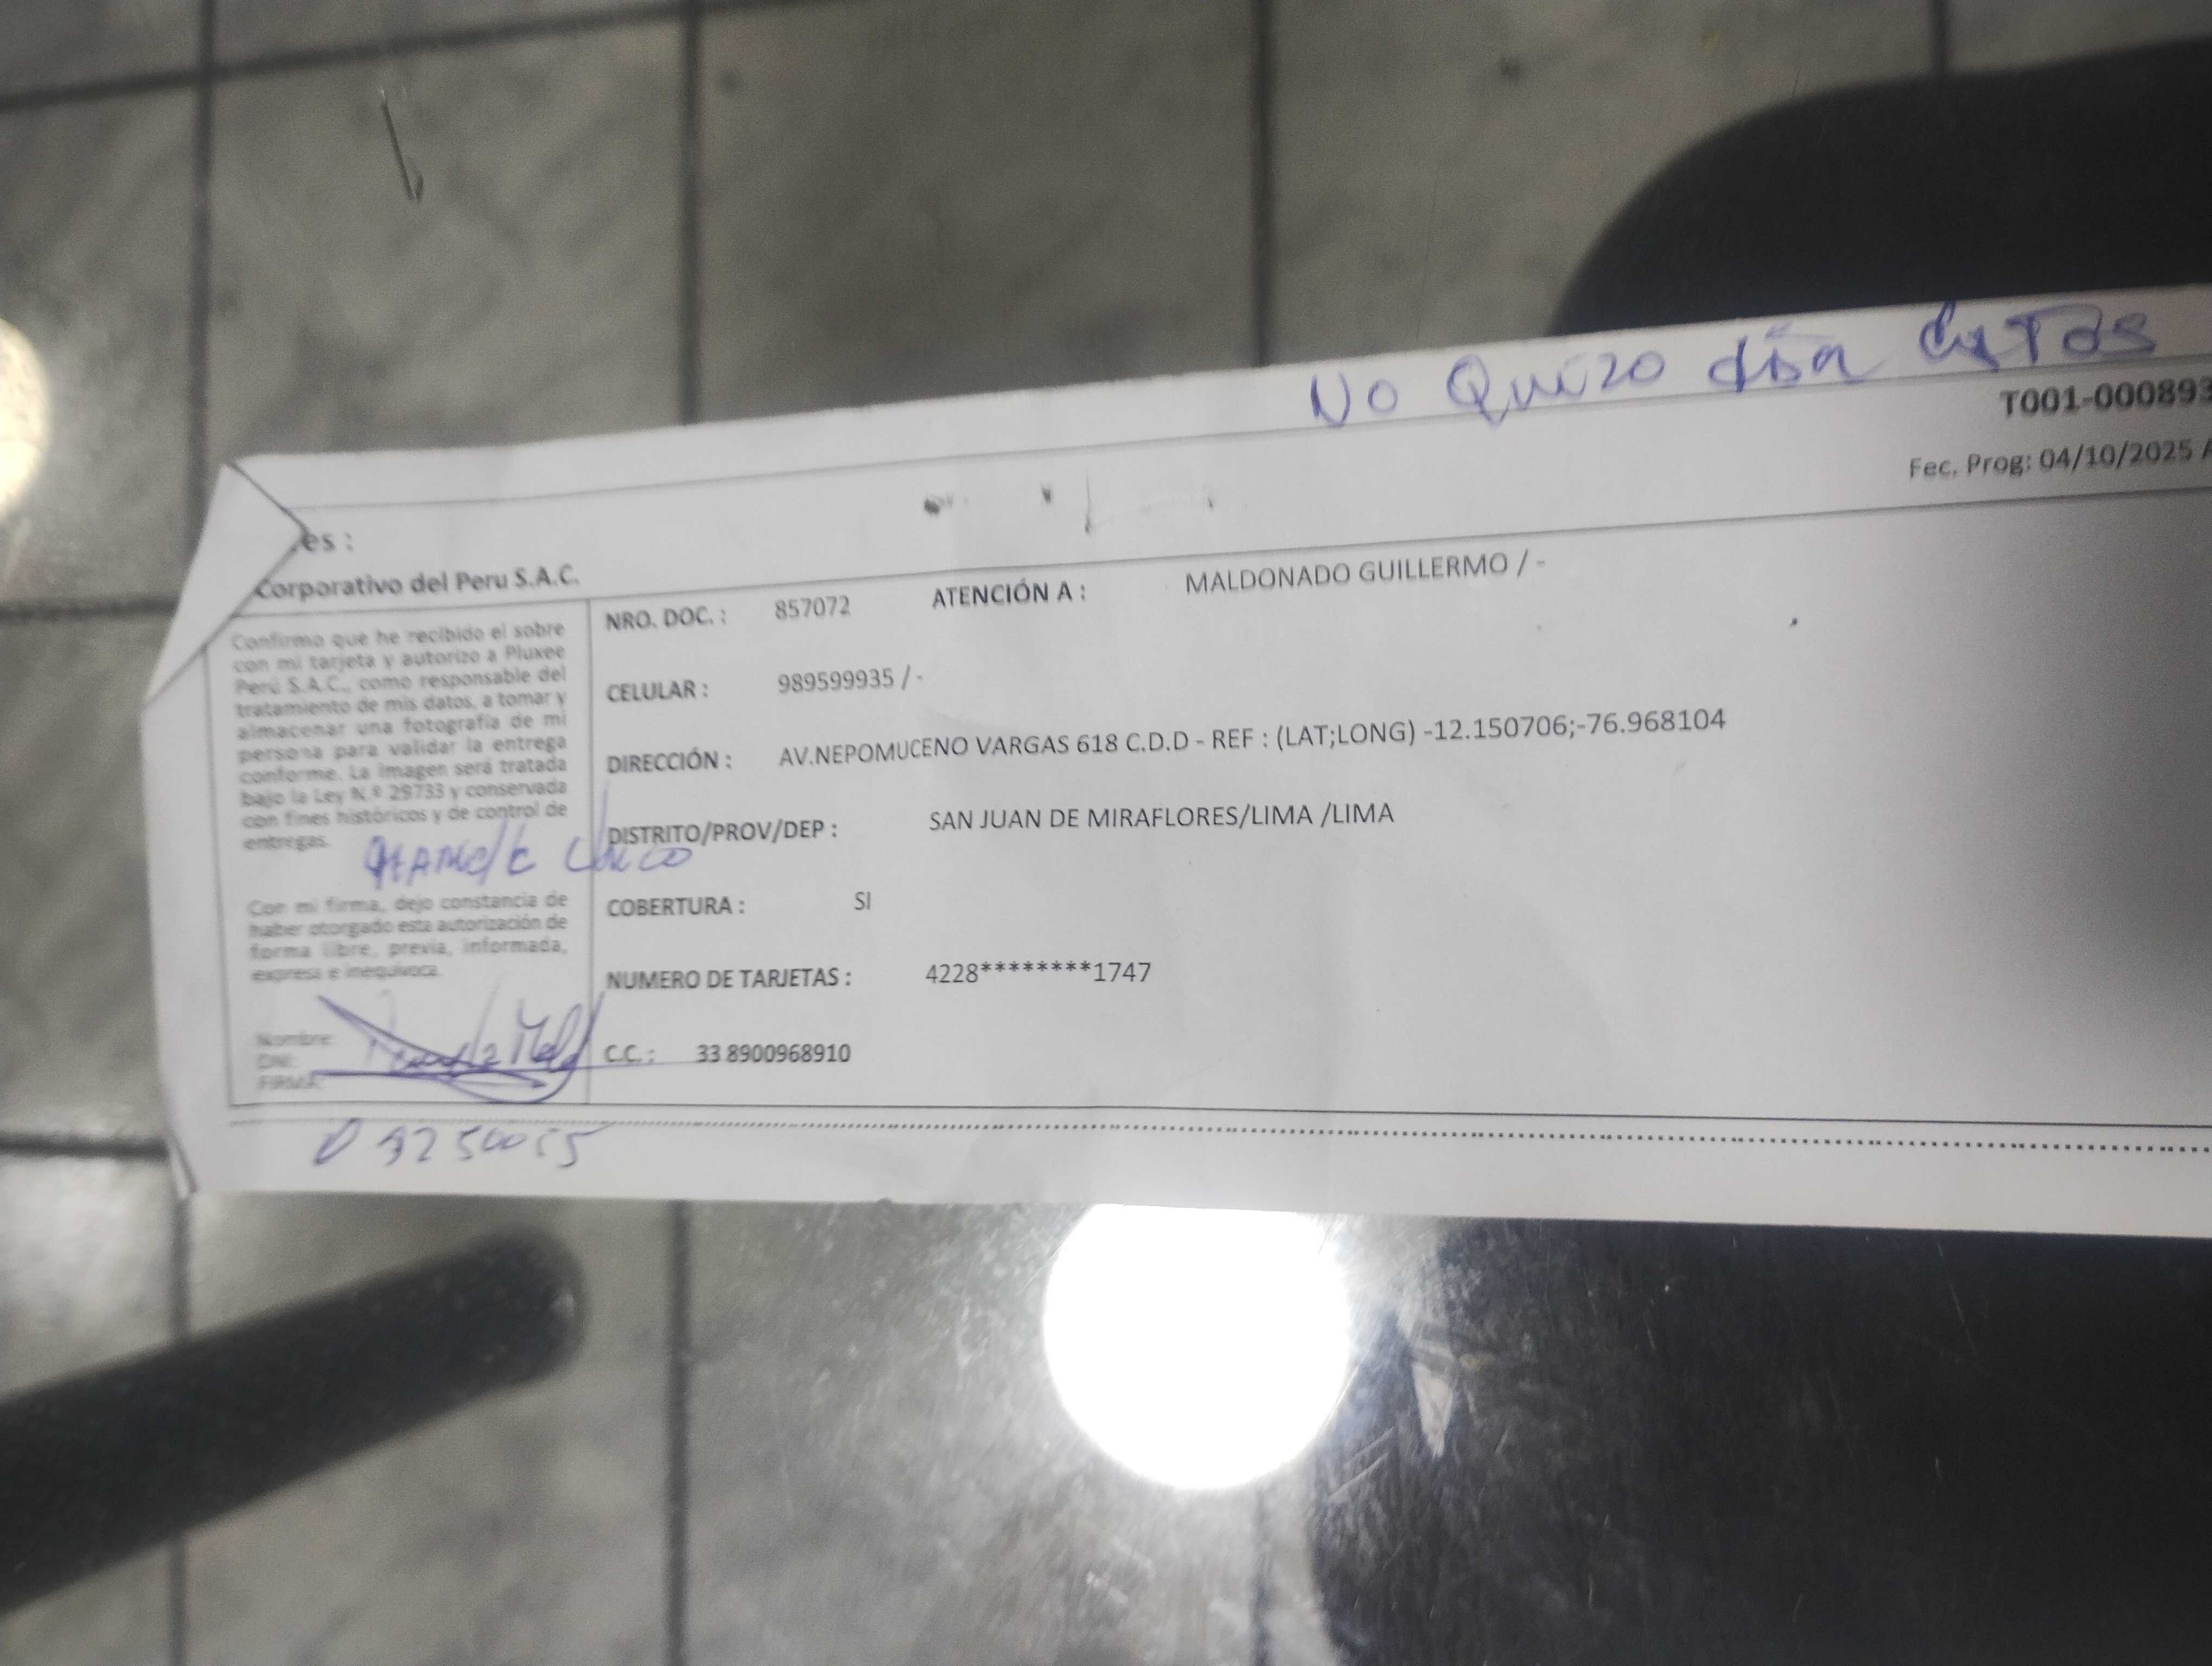 No Quizo
T001-000893
Fec. Prog: 04/10/2025
es :
Corporativo del Peru S.A.C.
Confirmo que he recibido el sobre
con mi tarjeta y autorizo a Pluxee
Perú S.A.C., como responsable del
tratamiento de mis datos, a tomar y
almacenar una fotografía de mi
persona para validar la entrega
conforme. La imagen será tratada
bajo la Ley N.º 29733 y conservada
con fines históricos y de control de
entregas.
Con mi firma, dejo constancia de
haber otorgado esta autorización de
forma libre, previa, informada,
expresa e inequívoca.
Nombre:
DNI:
FIRMA:
NRO. DOC. : 857072 ATENCIÓN A : MALDONADO GUILLERMO / -
CELULAR : 989599935 / -
DIRECCIÓN : AV.NEPOMUCENO VARGAS 618 C.D.D - REF : (LAT;LONG) -12.150706;-76.968104
DISTRITO/PROV/DEP : SAN JUAN DE MIRAFLORES/LIMA /LIMA
COBERTURA : SI
NUMERO DE TARJETAS : 4228********1747
C.C. : 33 8900968910